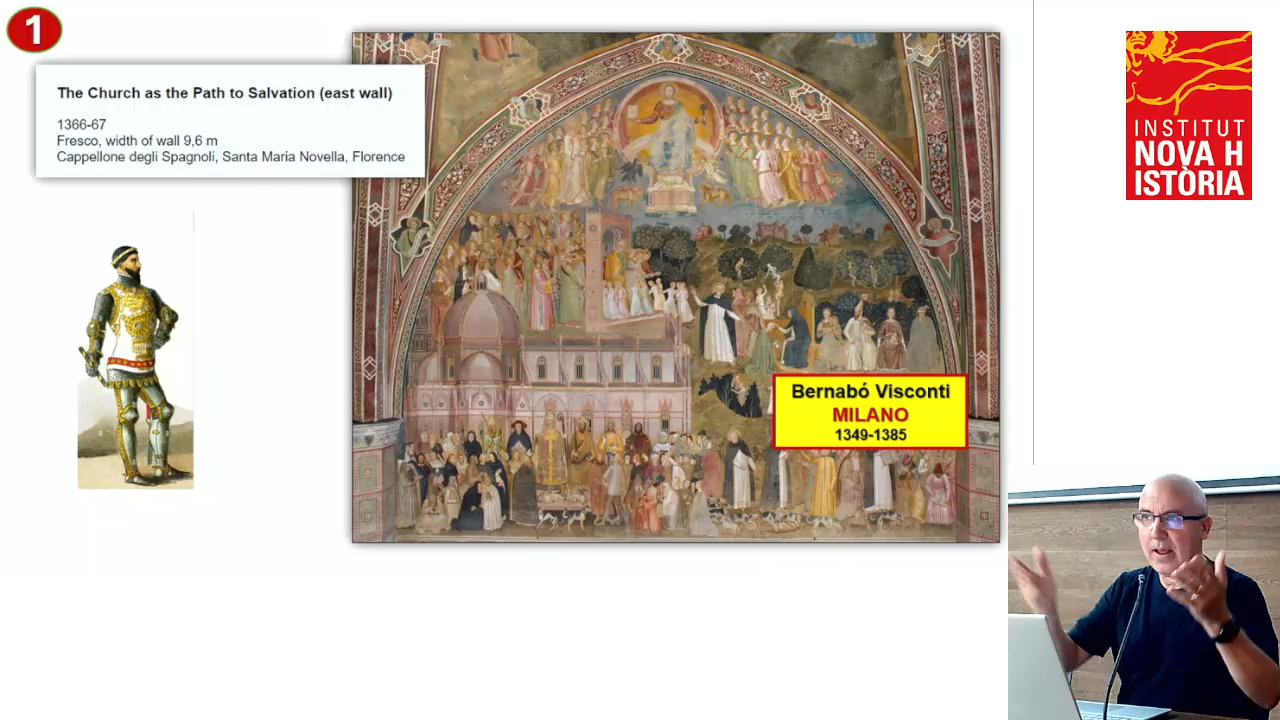 1
The Church as the Path to Salvation (east wall)
1366-67
Fresco, width of wall 9,6 m
Cappellone degli Spagnoli, Santa Maria Novella, Florence
Bernabó Visconti
MILANO
1349-1385
INSTITUT
NOVA H
ISTÒRIA